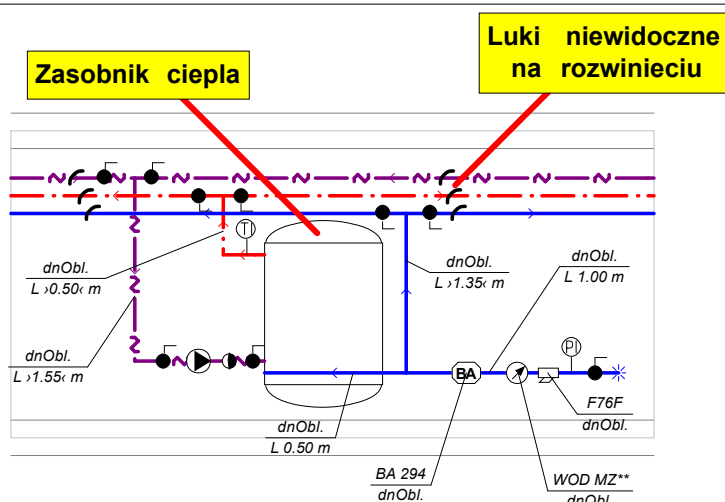 Luki niewidoczne
na rozwinieciu
Zasobnik ciepla
T
dnObl.
L ›0.50‹ m
dnObl.
L ›1.35‹ m
dnObl.
L 1.00 m
dnObl.
L ›1.55‹ m
PI
BA
dnObl.
L 0.50 m
F76F
dnObl.
BA 294
dnObl.
WOD MZ**
dnObl.